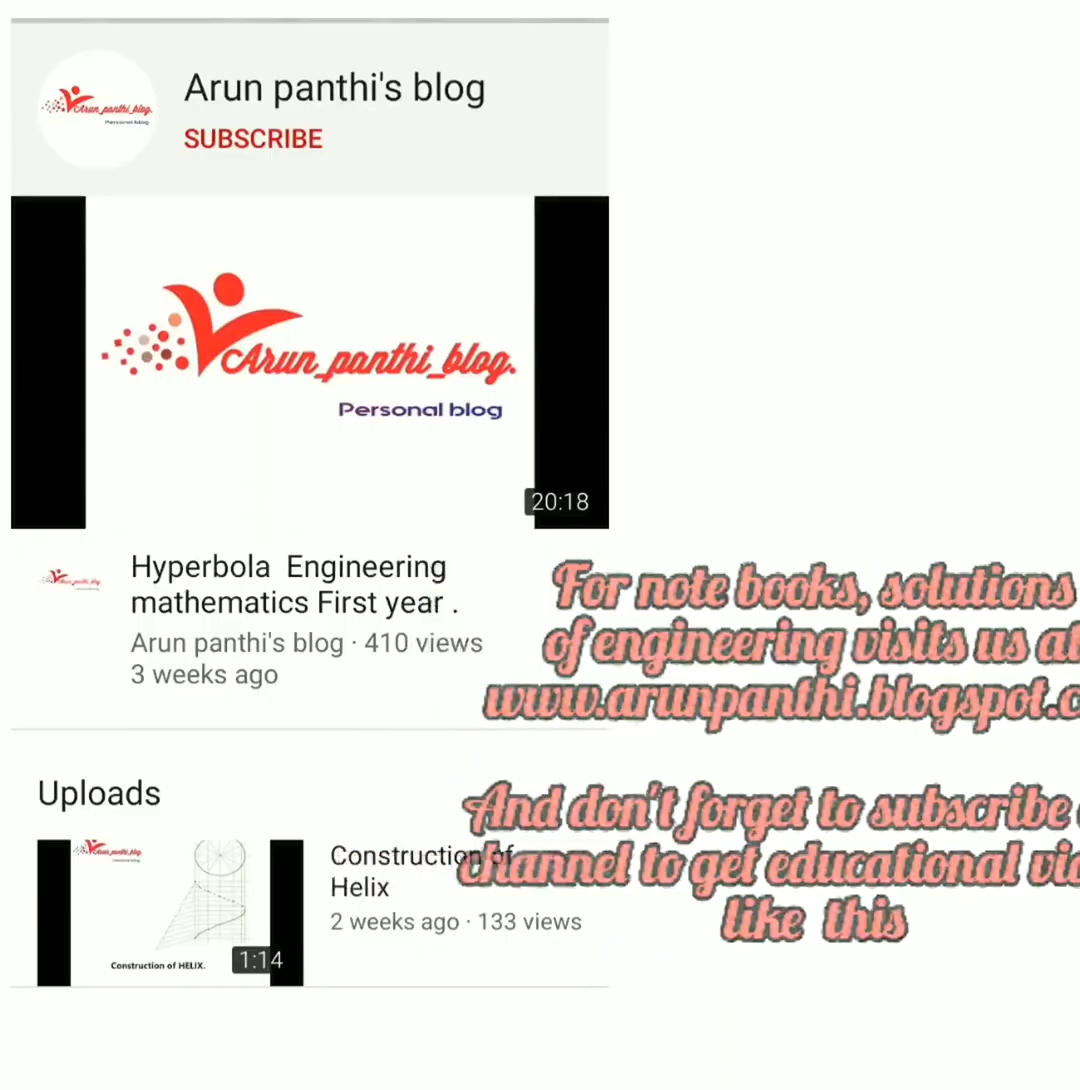 Arun panthi's blog
SUBSCRIBE
Arun_panthi_blog.
Personal blog
20:18
Hyperbola Engineering
mathematics First year .
Arun panthi's blog · 410 views
3 weeks ago
For note books, solutions
of engineering visits us at
www.arunpanthi.blogspot.c
Uploads
And don't forget to subscribe
channel to get educational vi
like this
Construction of
Helix
2 weeks ago · 133 views
Construction of HELIX.
1:14